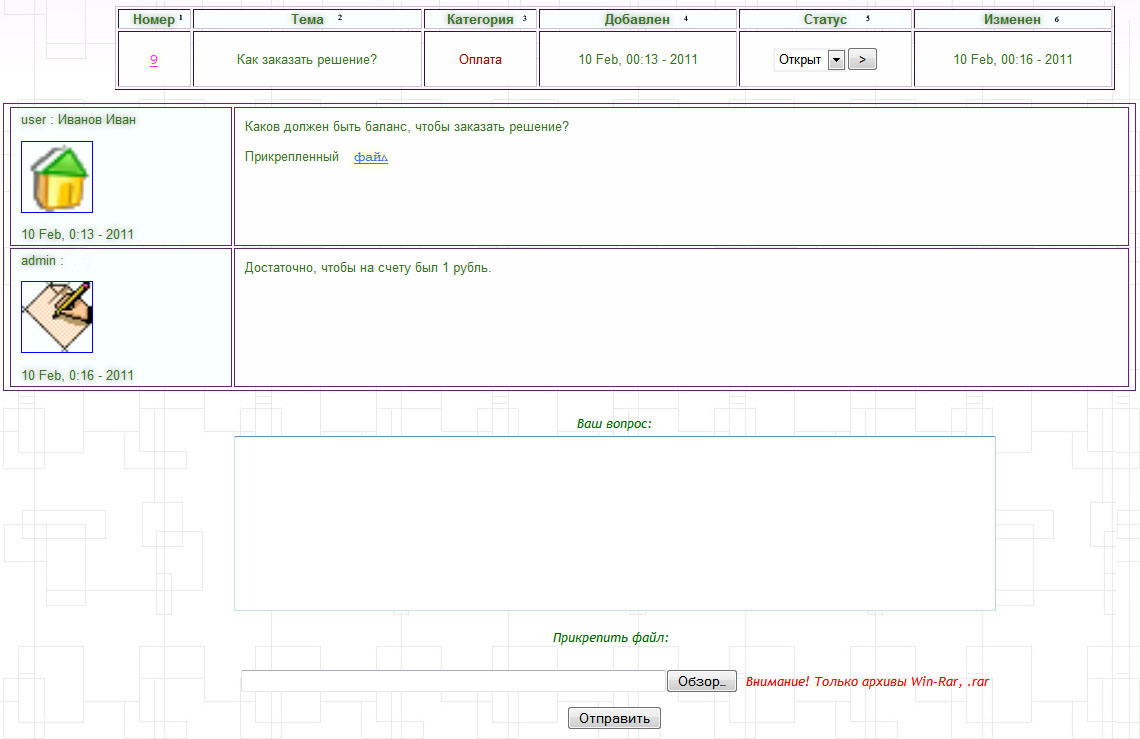 Номер 1 Тема 2 Категория 3 Добавлен 4 Статус 5 Изменен 6
9 Как заказать решение? Оплата 10 Feb, 00:13 - 2011 Открыт > 10 Feb, 00:16 - 2011
user : Иванов Иван
Каков должен быть баланс, чтобы заказать решение?
Прикрепленный файл
10 Feb, 0:13 - 2011
admin :
Достаточно, чтобы на счету был 1 рубль.
10 Feb, 0:16 - 2011
Ваш вопрос:
Прикрепить файл:
Обзор... Внимание! Только архивы Win-Rar, .rar
Отправить